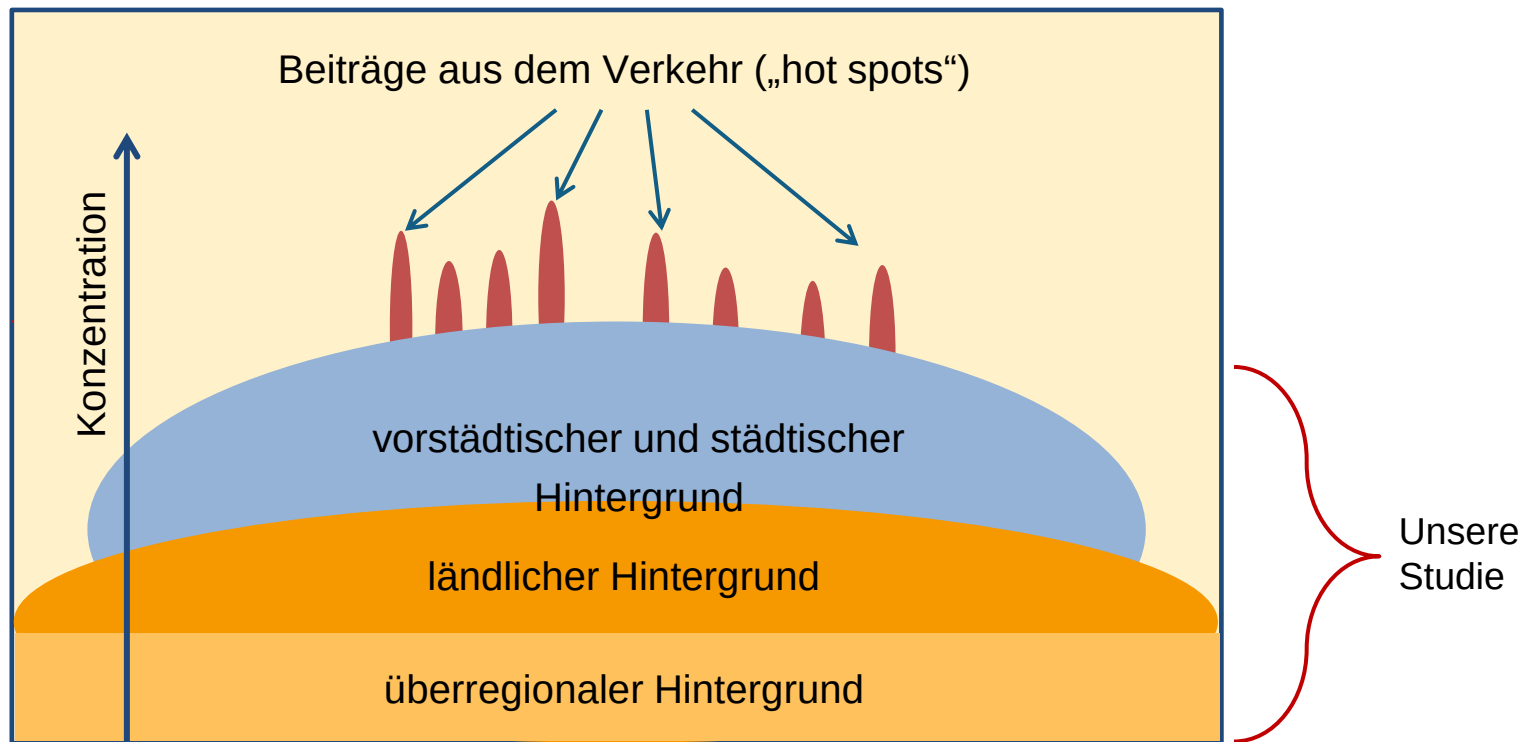 Beiträge aus dem Verkehr („hot spots“)
Konzentration
vorstädtischer und städtischer
Hintergrund
ländlicher Hintergrund
überregionaler Hintergrund
Unsere
Studie